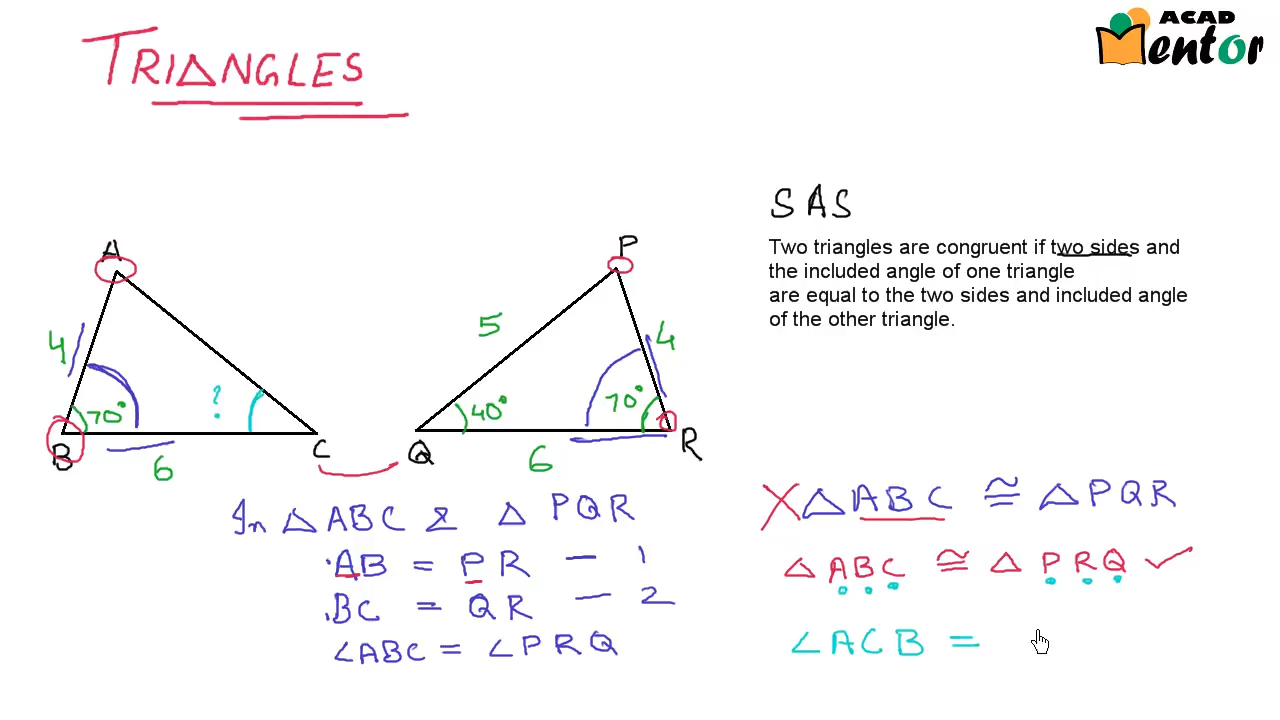 TRIANGLES
ACAD
Mentor
SAS
Two triangles are congruent if two sides and
the included angle of one triangle
are equal to the two sides and included angle
of the other triangle.
A
4
70°
?
B
6
C
P
5
4
40°
70°
Q
6
R
In △ABC & △ PQR
AB = PR — 1
BC = QR — 2
∠ABC = ∠PRQ
X△ABC ≅ △PQR
△ABC ≅ △PRQ ✓
∠ACB =